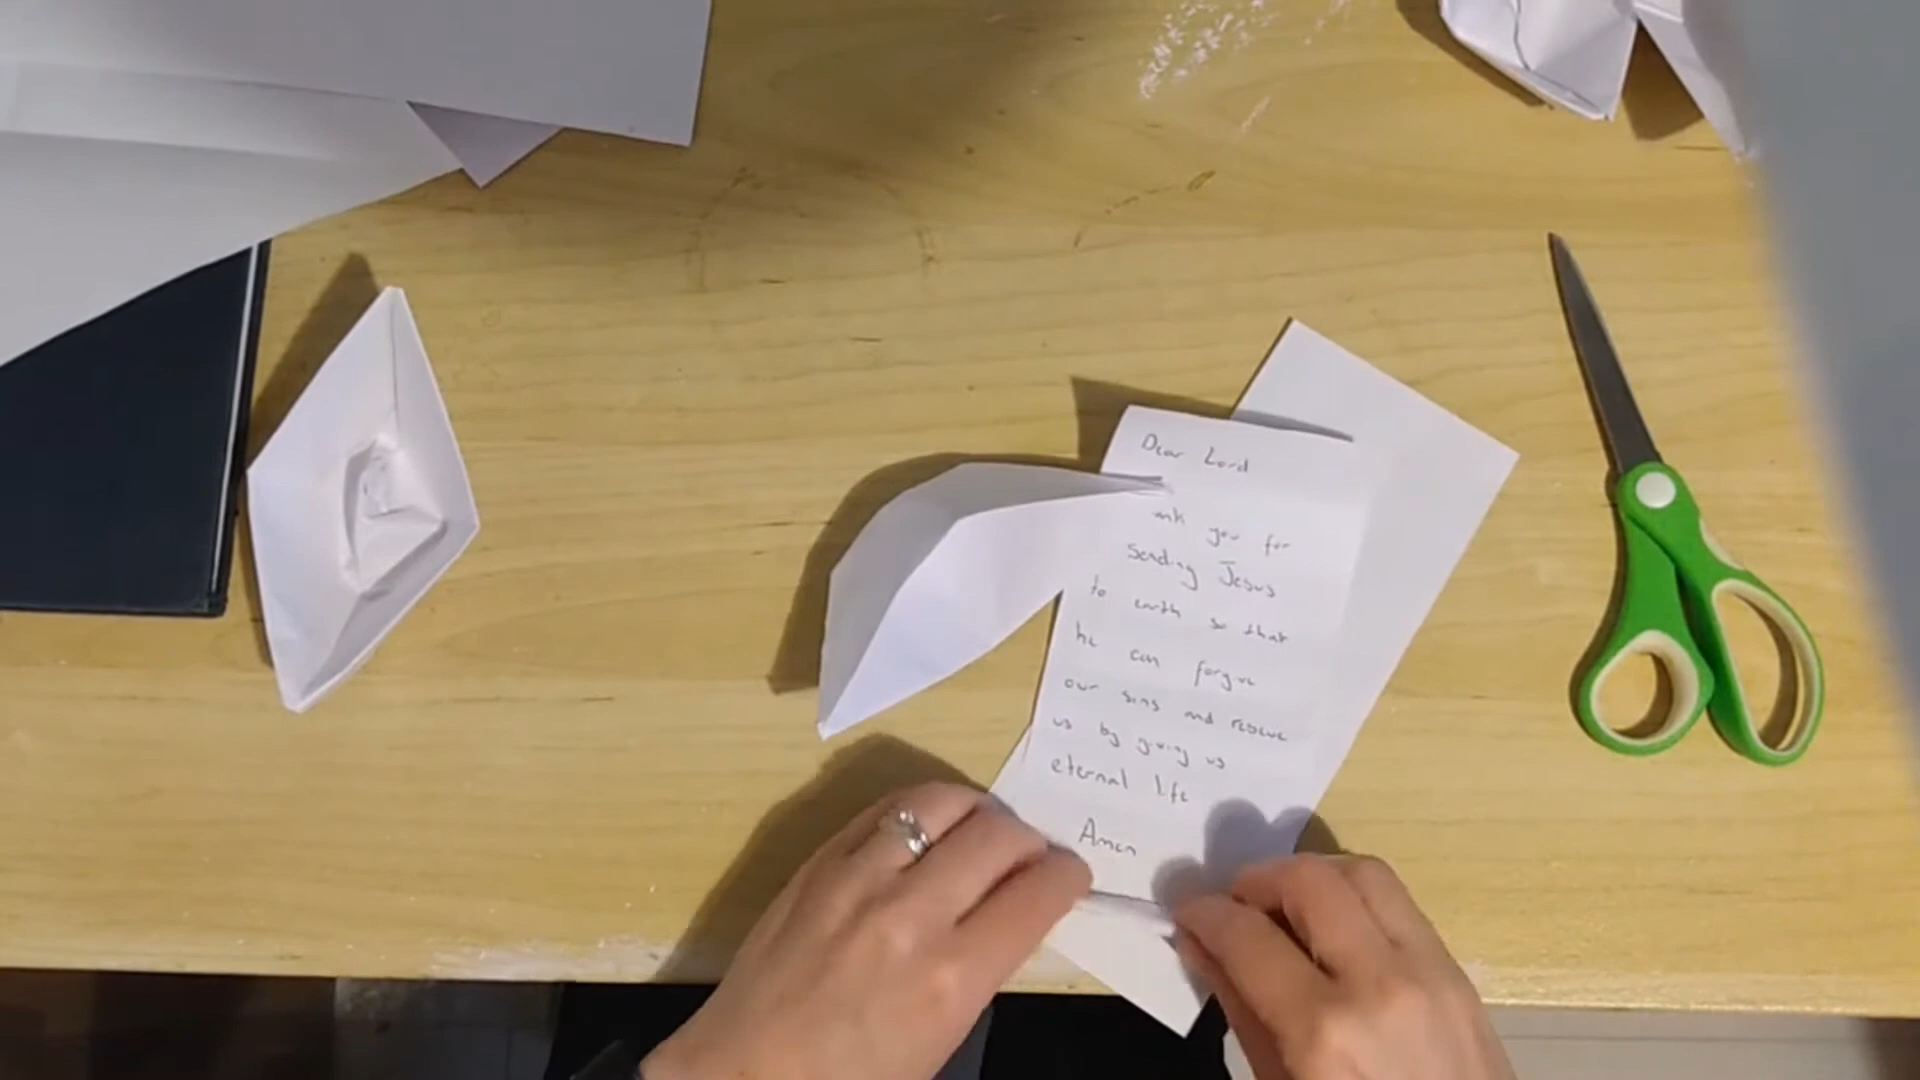 Dear Lord
ank you for
Sending Jesus
to earth so that
he can forgive
our sins and rescue
us by giving us
eternal life
Amen